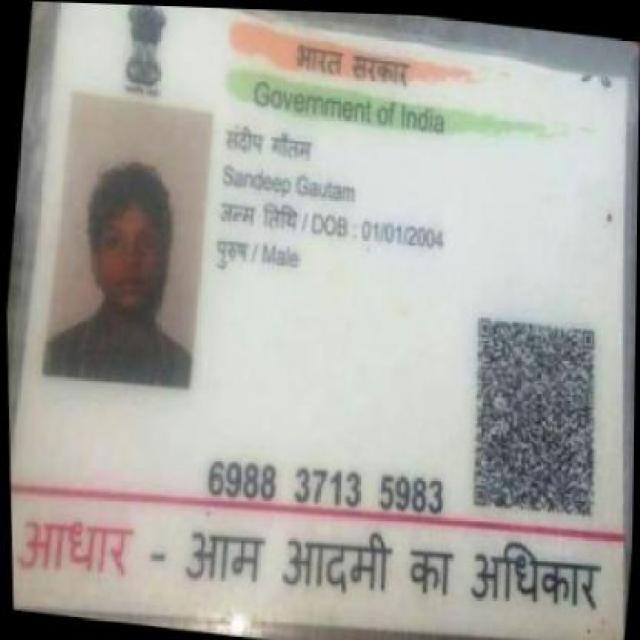 भारत सरकार
Government of India
संदीप गौतम
Sandeep Gautam
जन्म तिथि / DOB : 01/01/2004
पुरुष / Male
6988 3713 5983
आधार - आम आदमी का अधिकार